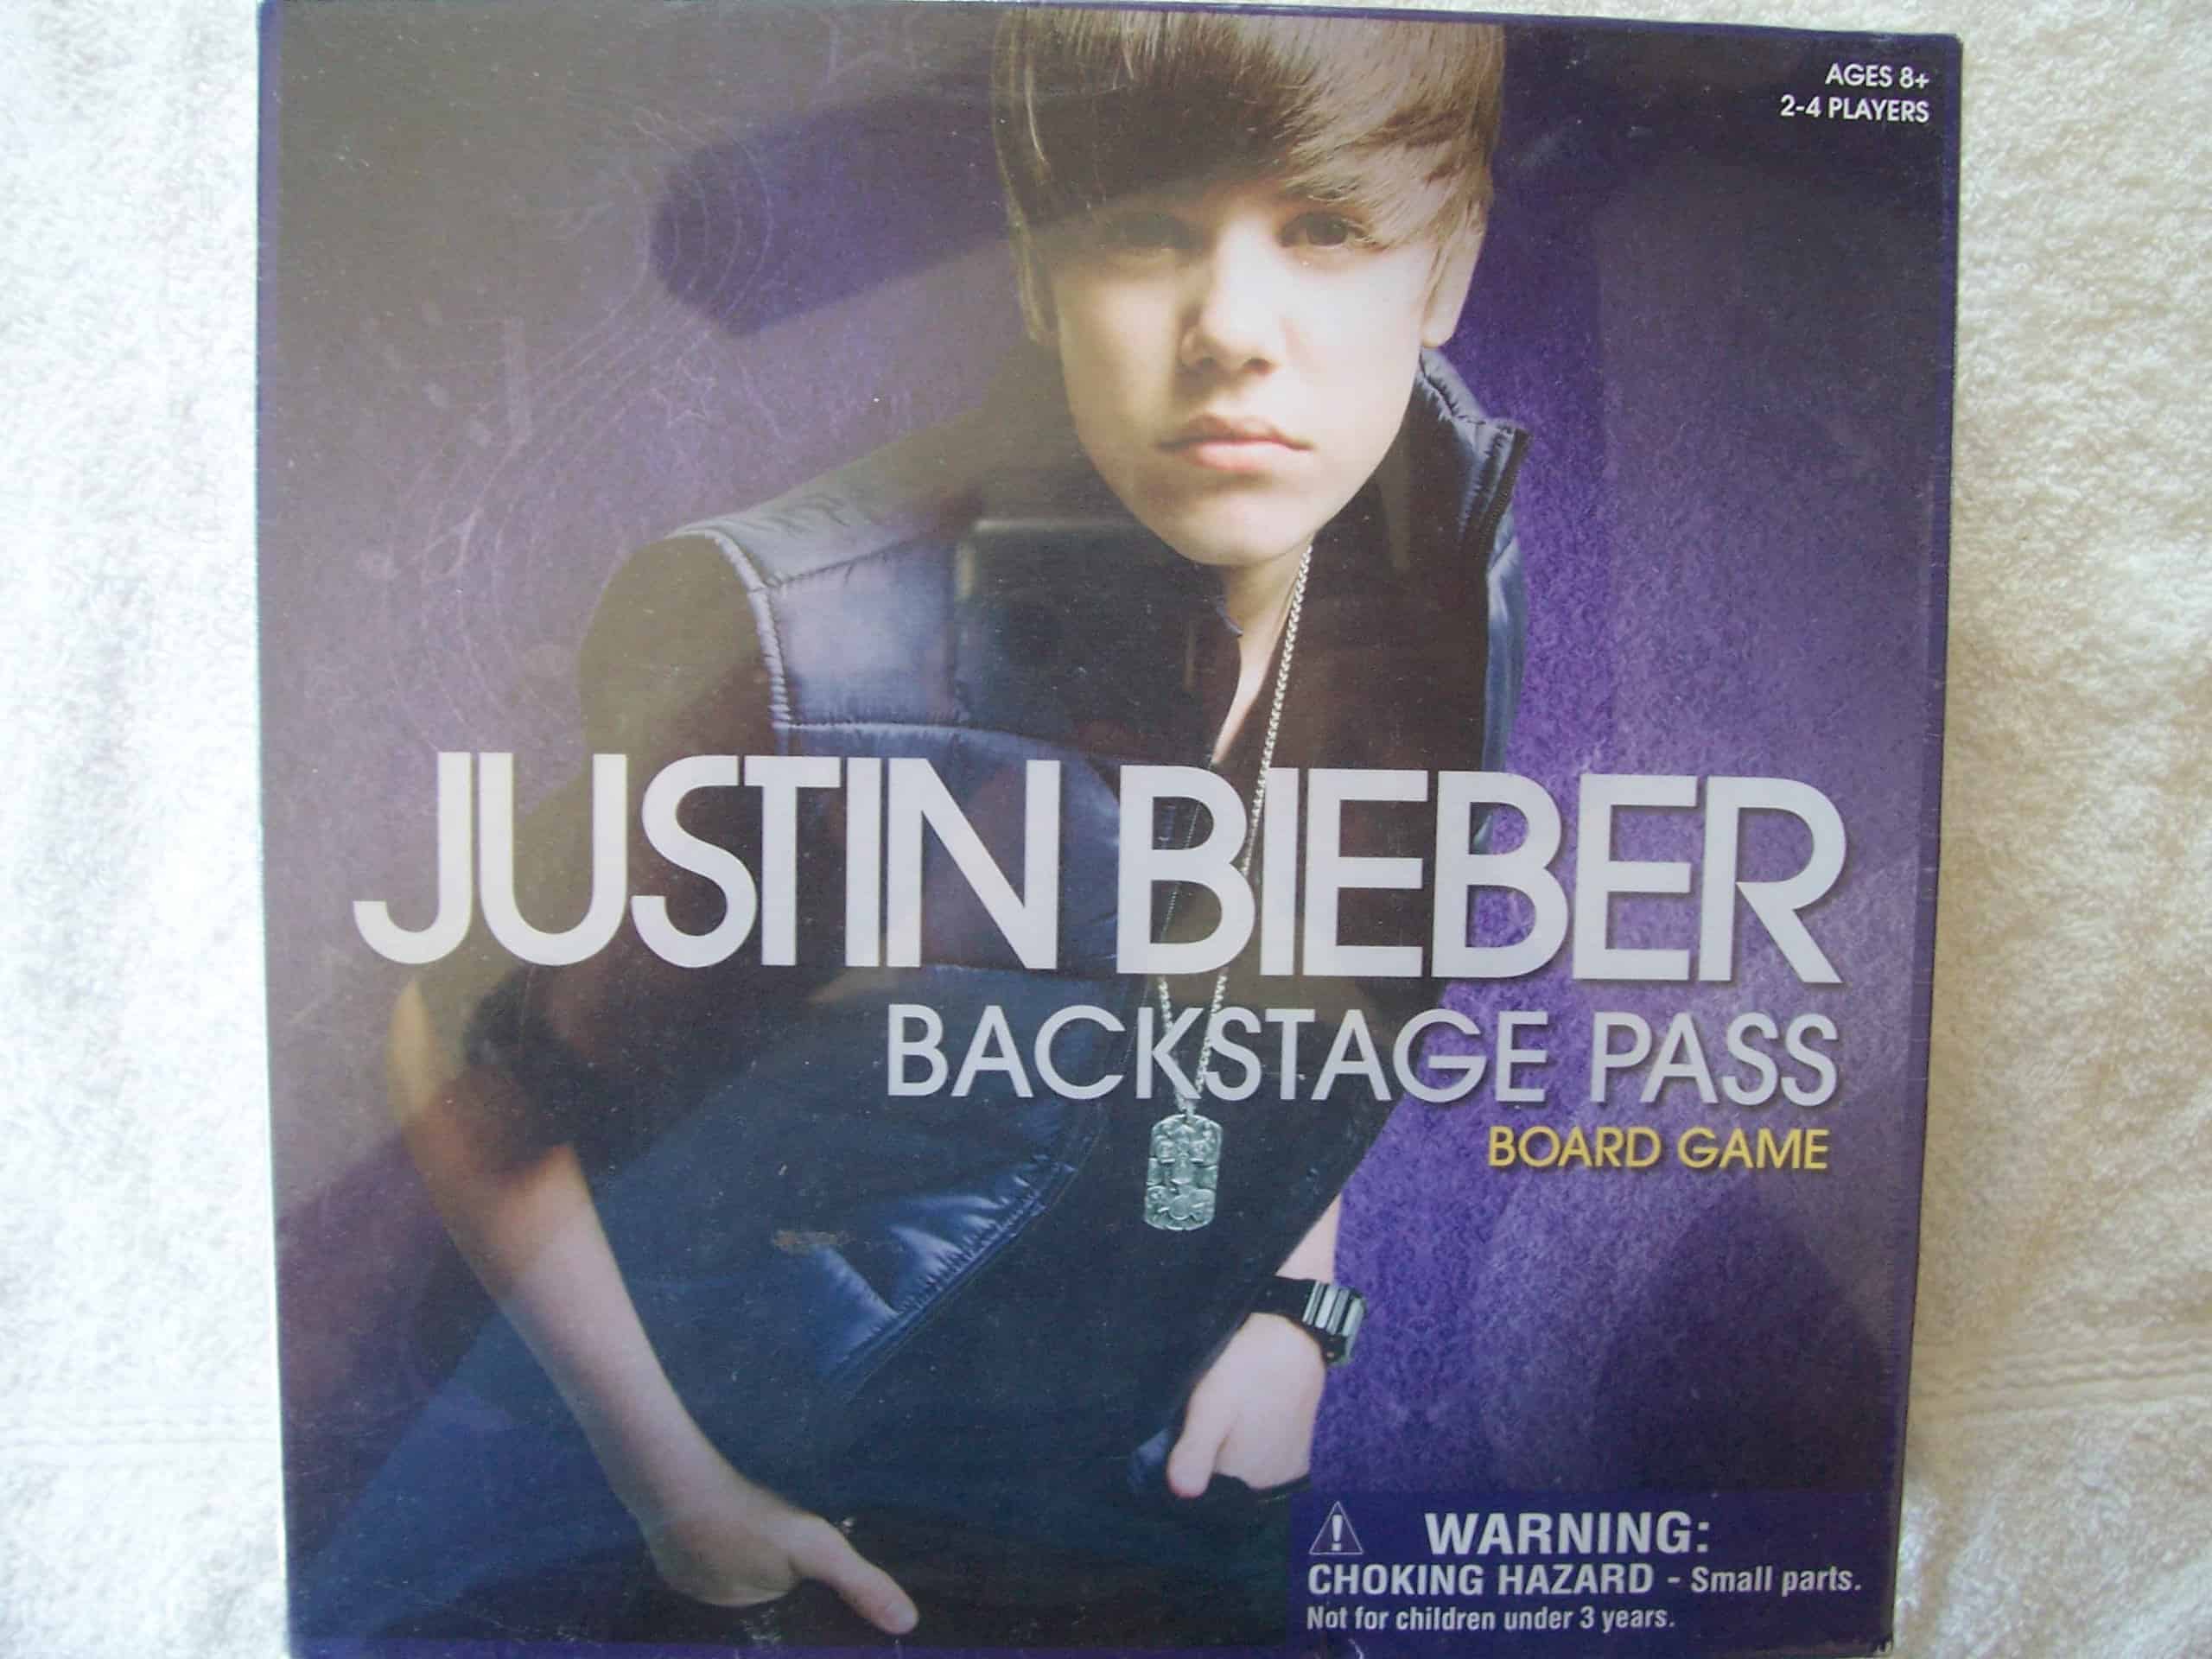 AGES 8+
2-4 PLAYERS
JUSTIN BIEBER
BACKSTAGE PASS
BOARD GAME
WARNING:
CHOKING HAZARD - Small parts.
Not for children under 3 years.